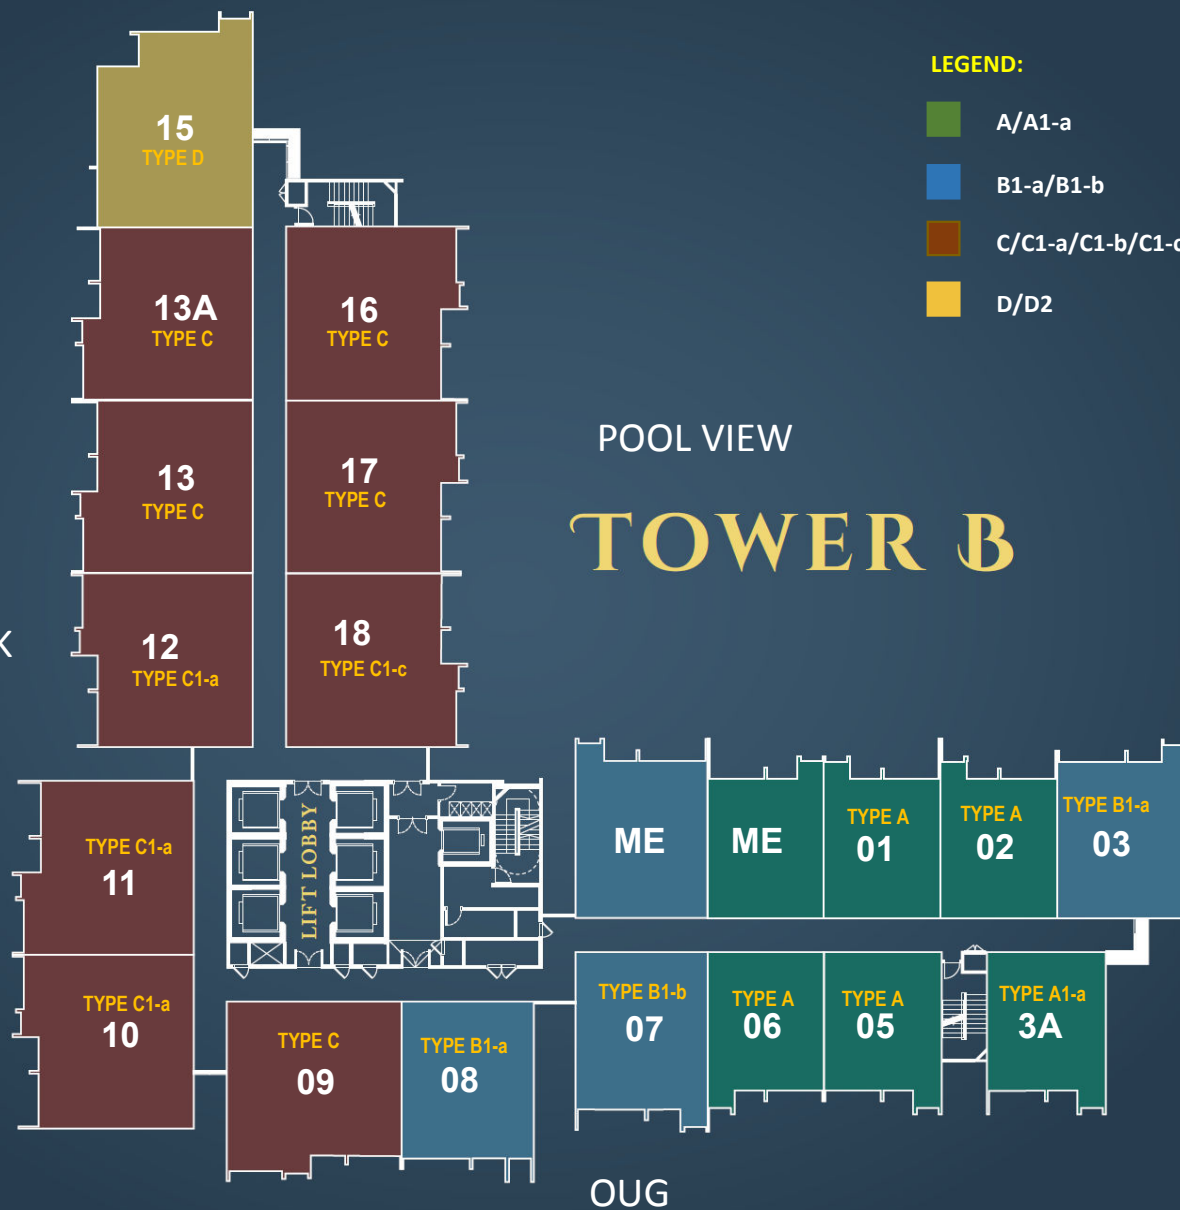 LEGEND:
A/A1-a
B1-a/B1-b
C/C1-a/C1-b/C1-c
D/D2
15
TYPE D
13A
TYPE C
16
TYPE C
13
TYPE C
17
TYPE C
POOL VIEW
TOWER B
12
TYPE C1-a
18
TYPE C1-c
K
TYPE C1-a
11
LIFT LOBBY
ME
ME
TYPE A
01
TYPE A
02
TYPE B1-a
03
TYPE C1-a
10
TYPE C
09
TYPE B1-a
08
TYPE B1-b
07
TYPE A
06
TYPE A
05
TYPE A1-a
3A
OUG